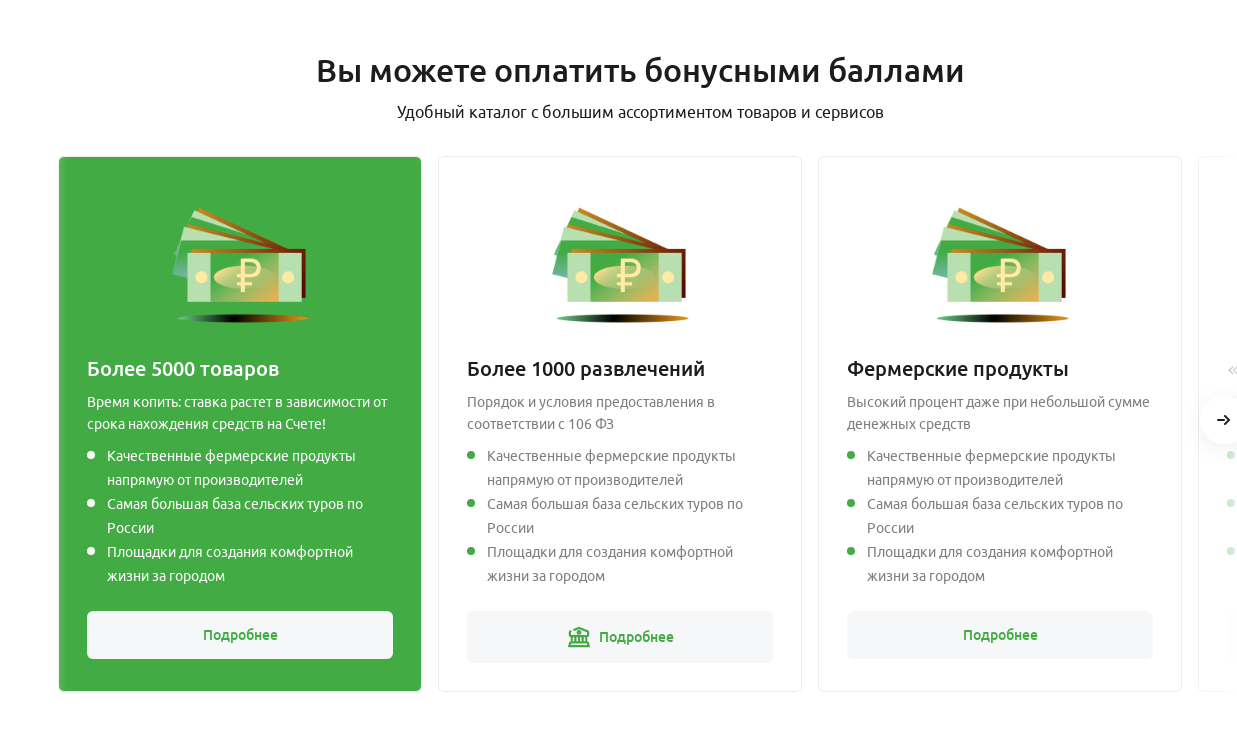 Вы можете оплатить бонусными баллами
Удобный каталог с большим ассортиментом товаров и сервисов
Более 5000 товаров
Время копить: ставка растет в зависимости от
срока нахождения средств на Счете!
Качественные фермерские продукты
напрямую от производителей
Самая большая база сельских туров по
России
Площадки для создания комфортной
жизни за городом
Подробнее
Более 1000 развлечений
Порядок и условия предоставления в
соответствии с 106 ФЗ
Качественные фермерские продукты
напрямую от производителей
Самая большая база сельских туров по
России
Площадки для создания комфортной
жизни за городом
Подробнее
Фермерские продукты
Высокий процент даже при небольшой сумме
денежных средств
Качественные фермерские продукты
напрямую от производителей
Самая большая база сельских туров по
России
Площадки для создания комфортной
жизни за городом
Подробнее
«